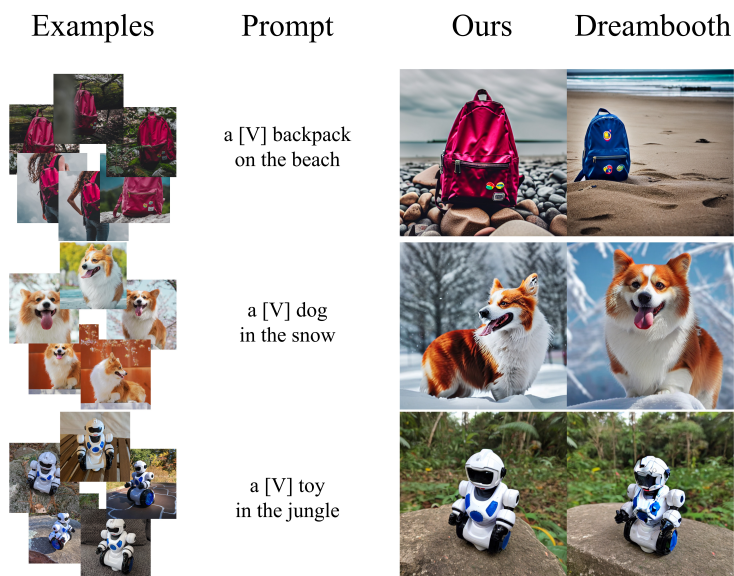 Examples Prompt Ours Dreambooth
a [V] backpack
on the beach
a [V] dog
in the snow
a [V] toy
in the jungle